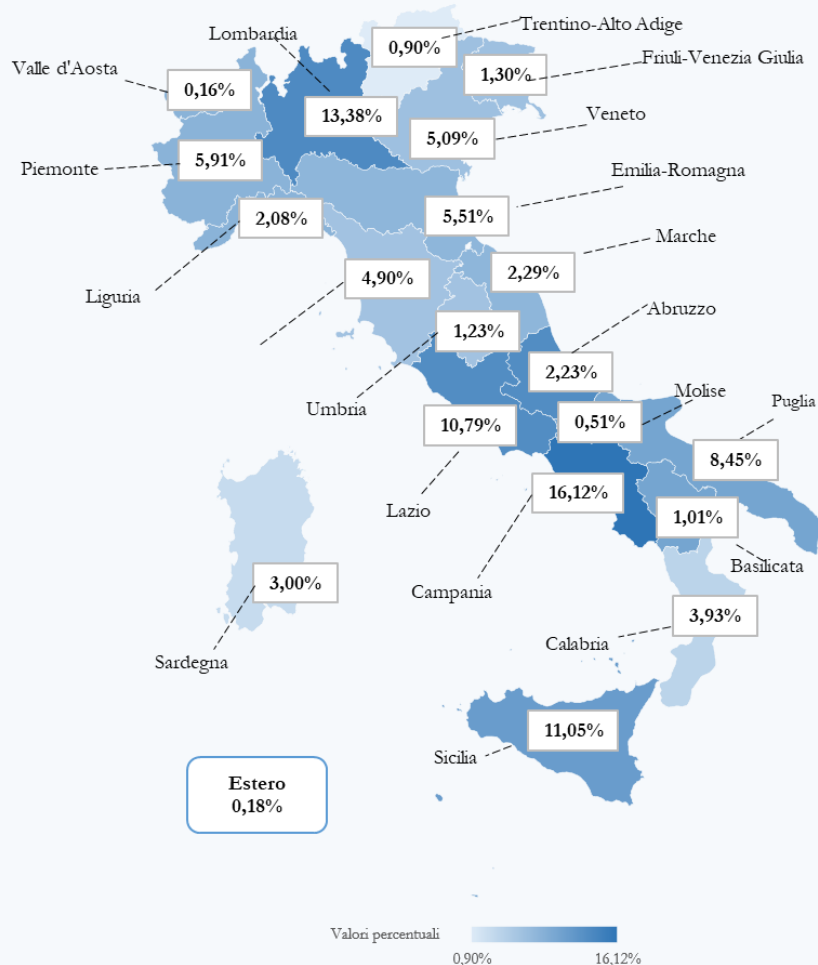 Trentino-Alto Adige
Lombardia
0,90%
Friuli-Venezia Giulia
Valle d'Aosta
1,30%
0,16%
13,38%
Veneto
5,09%
Piemonte
5,91%
Emilia-Romagna
2,08%
5,51%
Marche
2,29%
4,90%
Liguria
Abruzzo
1,23%
2,23%
Molise
Puglia
Umbria
0,51%
10,79%
8,45%
16,12%
Lazio
1,01%
Basilicata
3,00%
Campania
3,93%
Calabria
Sardegna
11,05%
Sicilia
Estero
0,18%
Valori percentuali
0,90%
16,12%